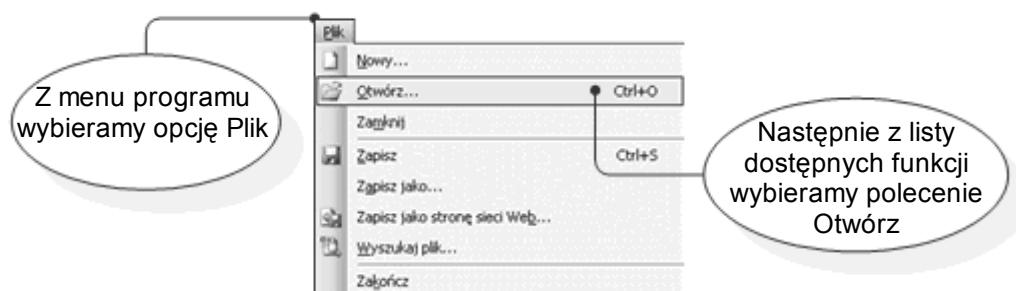 Plik
Nowy...
Otwórz... Ctrl+O
Zamknij
Zapisz Ctrl+S
Zapisz jako...
Zapisz jako stronę sieci Web...
Wyszukaj plik...
Zakończ
Z menu programu
wybieramy opcję Plik
Następnie z listy
dostępnych funkcji
wybieramy polecenie
Otwórz